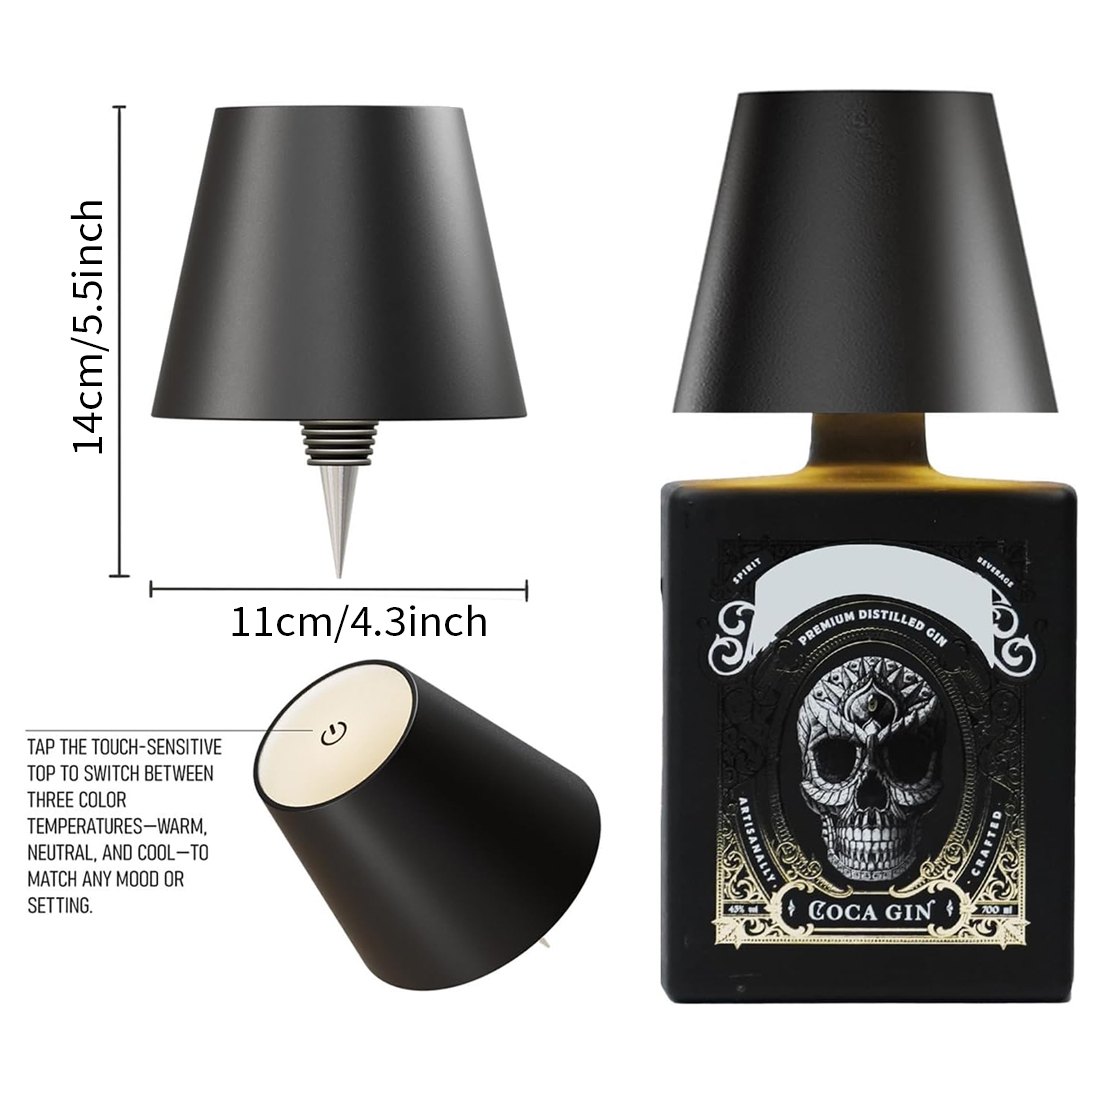 14cm/5.5inch
11cm/4.3inch
TAP THE TOUCH-SENSITIVE
TOP TO SWITCH BETWEEN
THREE COLOR
TEMPERATURES—WARM,
NEUTRAL, AND COOL—TO
MATCH ANY MOOD OR
SETTING.
SPIRIT
BEVERAGE
PREMIUM DISTILLED GIN
ARTISANALLY
CRAFTED
45% vol
COCA GIN
700 ml